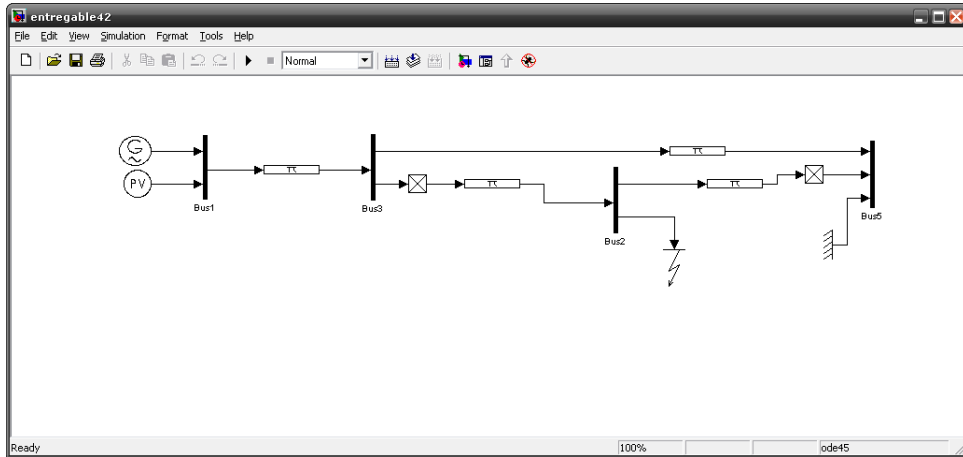 entregable42
File Edit View Simulation Format Tools Help
Normal
G
PV
π
π
π
π
Bus1
Bus3
Bus2
Bus5
Ready 100% ode45